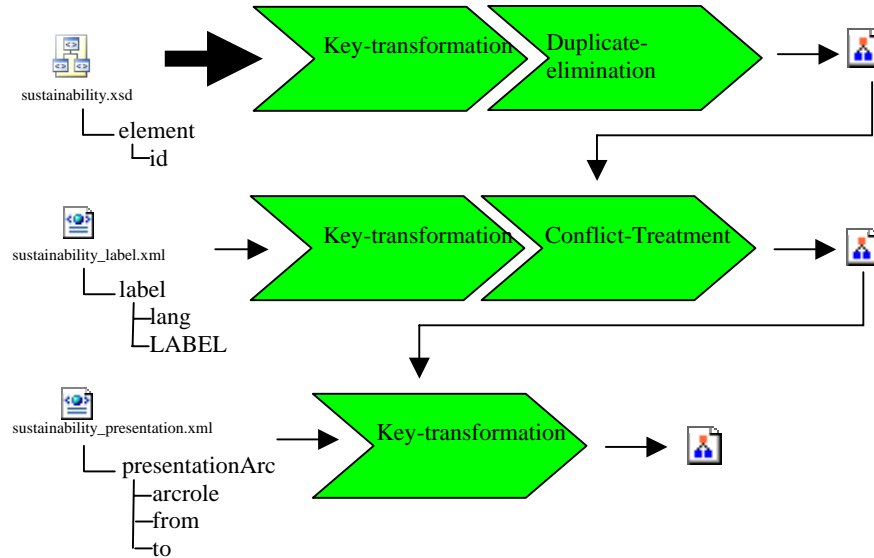 Key-transformation
Duplicate-
elimination
sustainability.xsd
element
id
Key-transformation
Conflict-Treatment
sustainability_label.xml
label
lang
LABEL
Key-transformation
sustainability_presentation.xml
presentationArc
arcrole
from
to